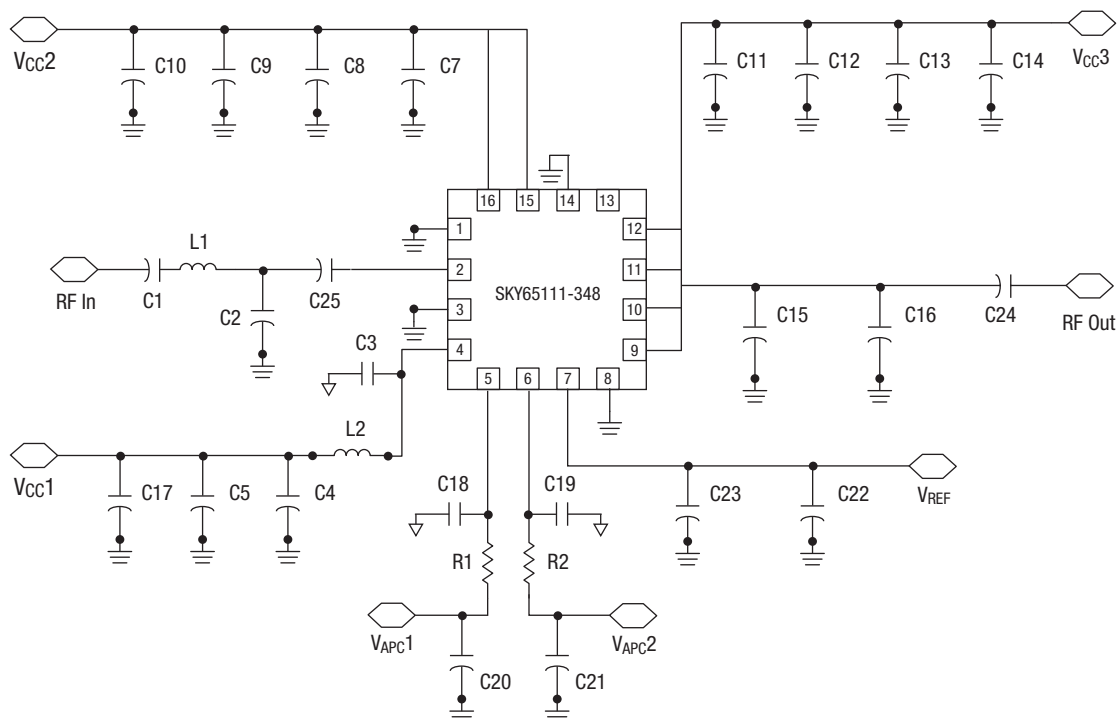 VCC2
C10
C9
C8
C7
C11
C12
C13
C14
VCC3
16
15
14
13
1
12
L1
2
11
SKY65111-348
RF In
C1
C25
C2
3
10
C15
C16
C24
RF Out
C3
4
9
5
6
7
8
L2
VCC1
C17
C5
C4
C18
C19
C23
C22
VREF
R1
R2
VAPC1
VAPC2
C20
C21